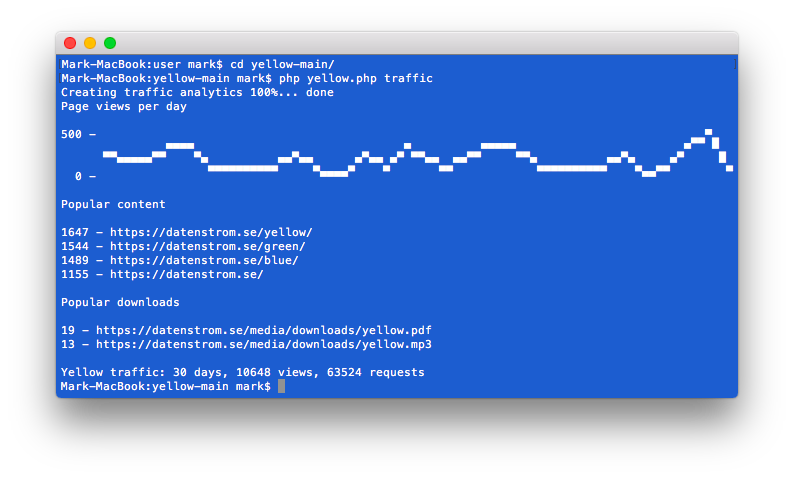 Mark-MacBook:user mark$ cd yellow-main/
Mark-MacBook:yellow-main mark$ php yellow.php traffic
Creating traffic analytics 100%... done
Page views per day
500 -
0 -
Popular content
1647 - https://datenstrom.se/yellow/
1544 - https://datenstrom.se/green/
1489 - https://datenstrom.se/blue/
1155 - https://datenstrom.se/
Popular downloads
19 - https://datenstrom.se/media/downloads/yellow.pdf
13 - https://datenstrom.se/media/downloads/yellow.mp3
Yellow traffic: 30 days, 10648 views, 63524 requests
Mark-MacBook:yellow-main mark$